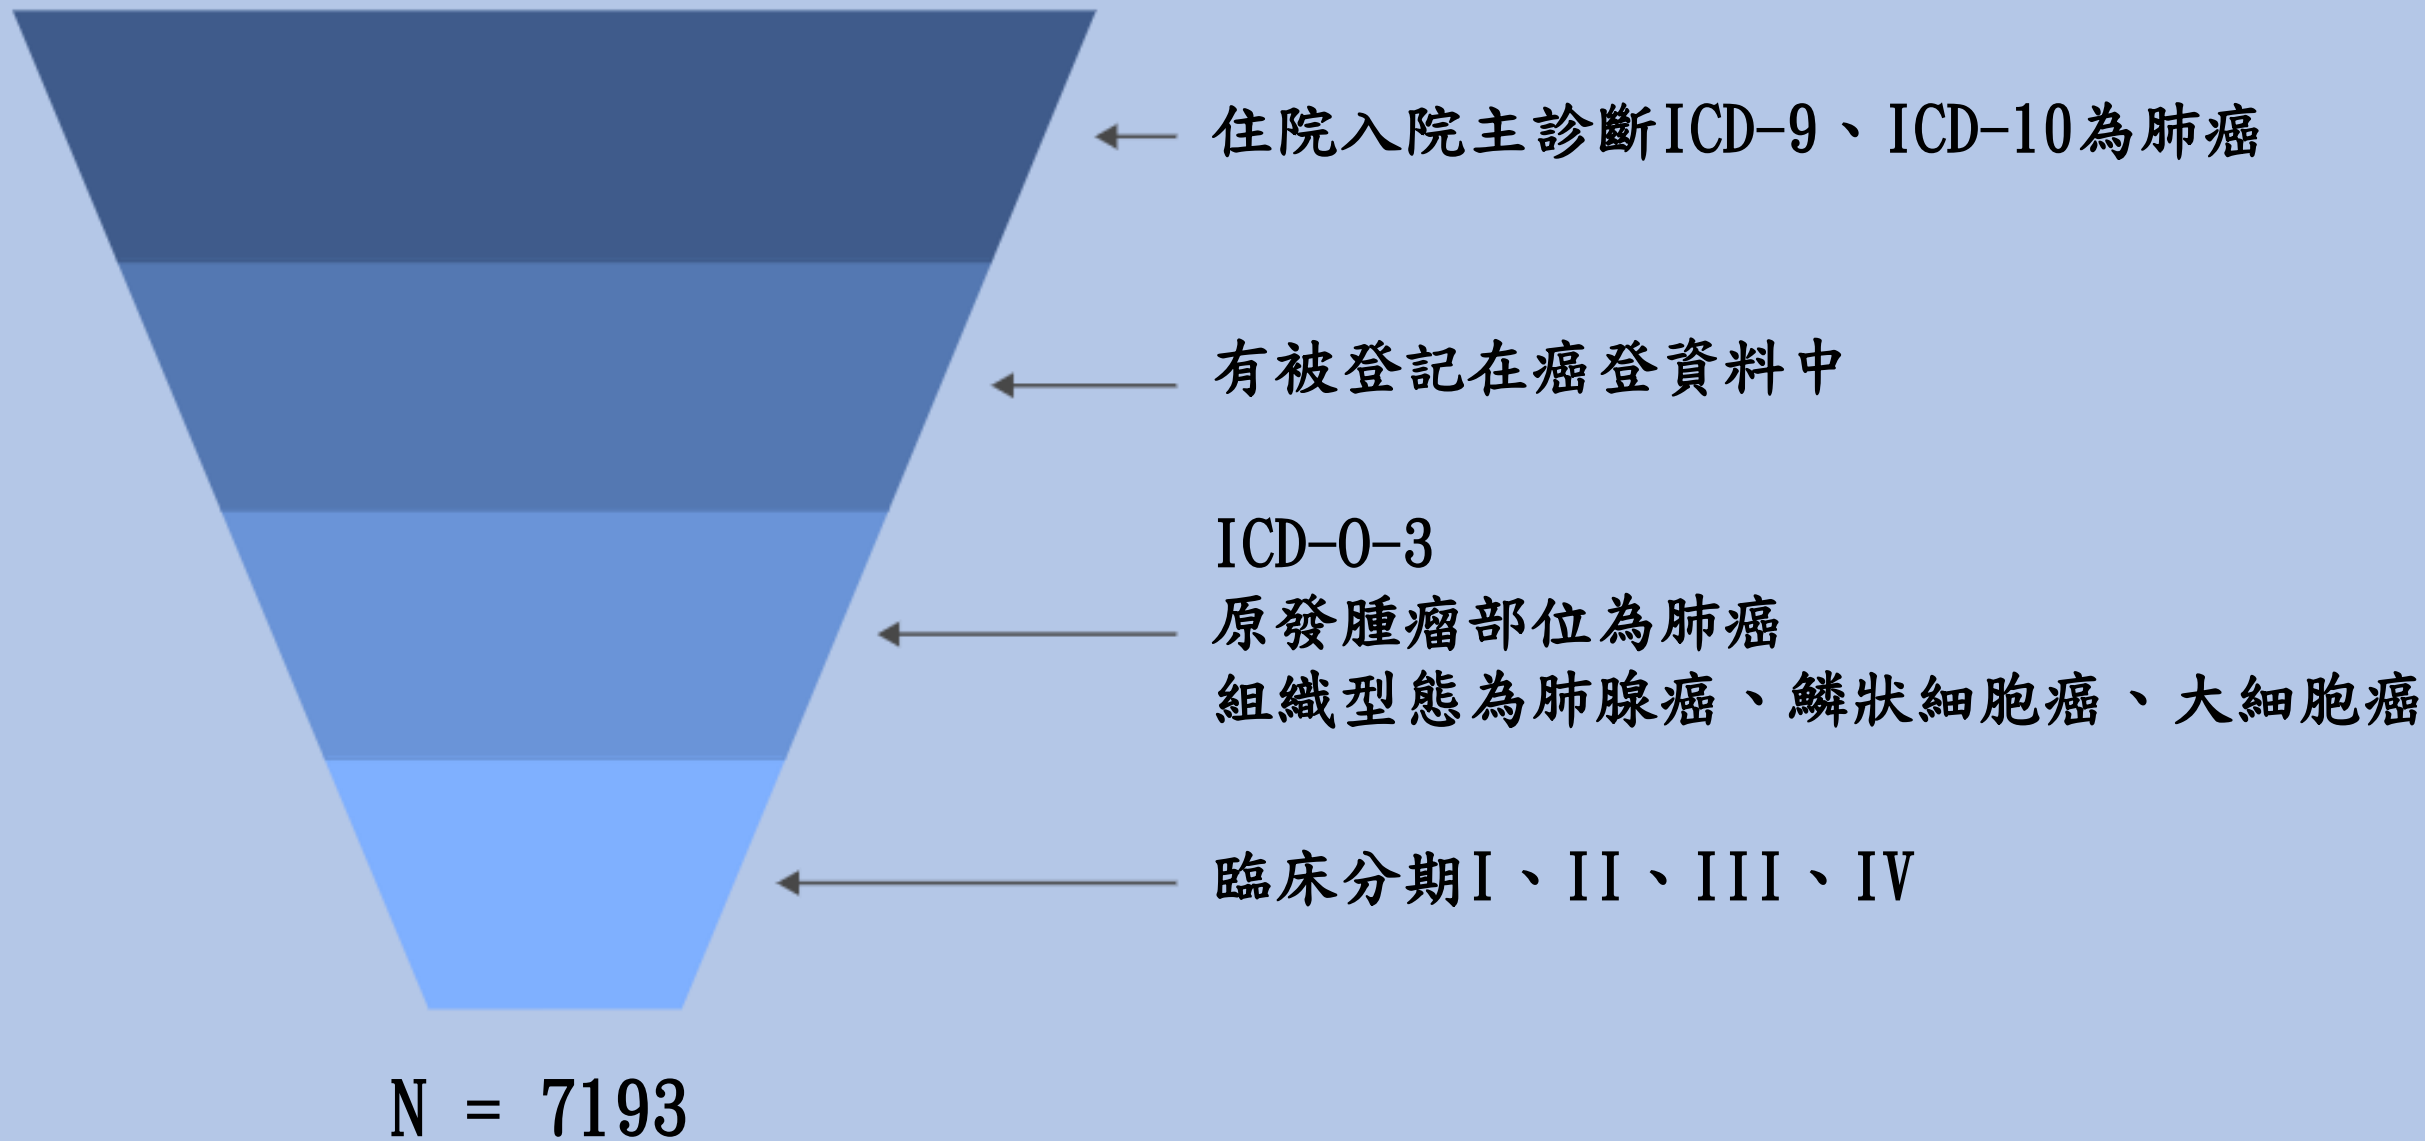 住院入院主診斷ICD-9、ICD-10為肺癌
有被登記在癌登資料中
ICD-O-3
原發腫瘤部位為肺癌
組織型態為肺腺癌、鱗狀細胞癌、大細胞癌
臨床分期I、II、III、IV
N = 7193